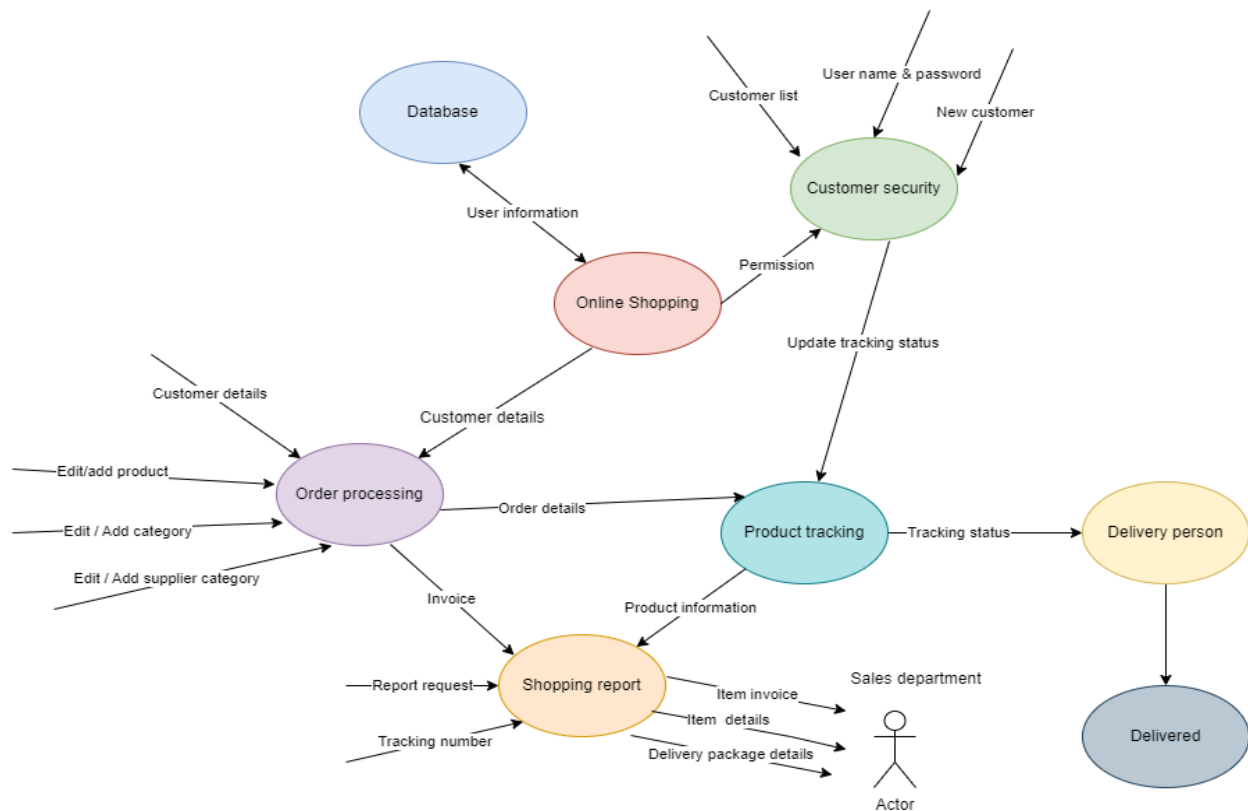 User name & password
Customer list
Database
New customer
Customer security
User information
Permission
Online Shopping
Update tracking status
Customer details
Customer details
Edit/add product
Order processing
Order details
Edit / Add category
Product tracking
Tracking status
Delivery person
Edit / Add supplier category
Invoice
Product information
Report request
Shopping report
Item invoice
Sales department
Item  details
Tracking number
Delivery package details
Delivered
Actor